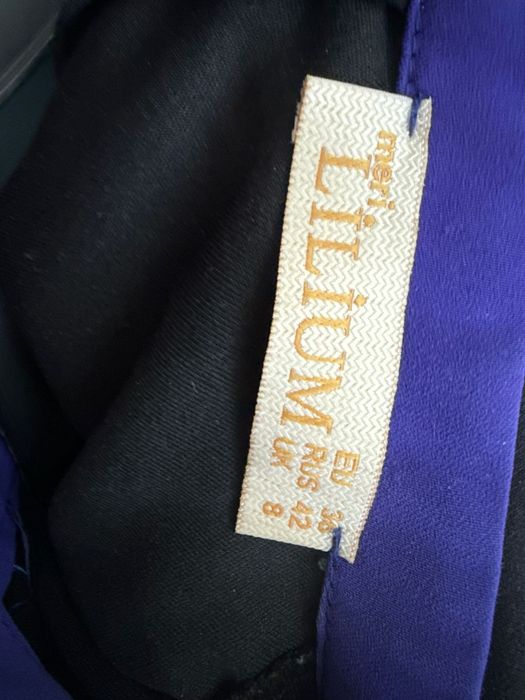 meri
LiLiUM
EU 36
RUS 42
UK 8